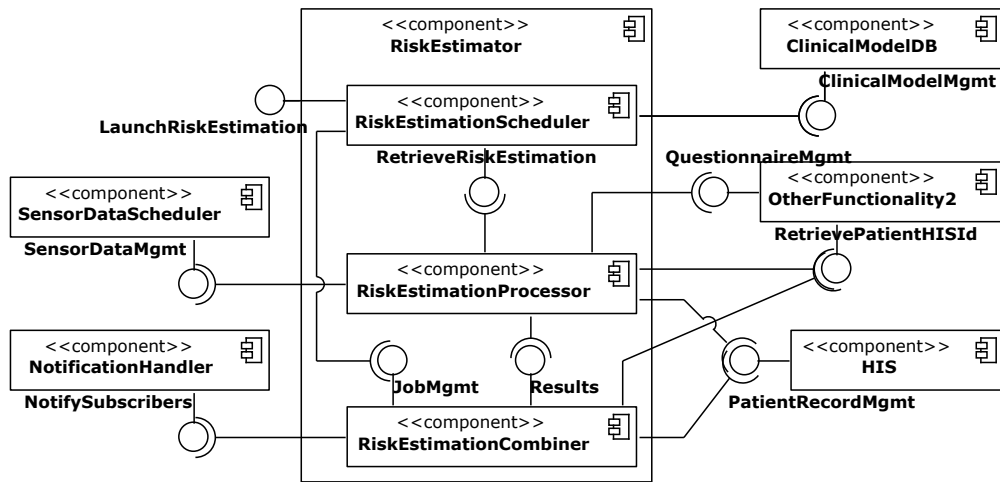 <<component>>
RiskEstimator
<<component>>
ClinicalModelDB
ClinicalModelMgmt
<<component>>
RiskEstimationScheduler
LaunchRiskEstimation
RetrieveRiskEstimation
QuestionnaireMgmt
<<component>>
SensorDataScheduler
SensorDataMgmt
<<component>>
OtherFunctionality2
RetrievePatientHISId
<<component>>
RiskEstimationProcessor
<<component>>
NotificationHandler
NotifySubscribers
JobMgmt
Results
<<component>>
HIS
PatientRecordMgmt
<<component>>
RiskEstimationCombiner